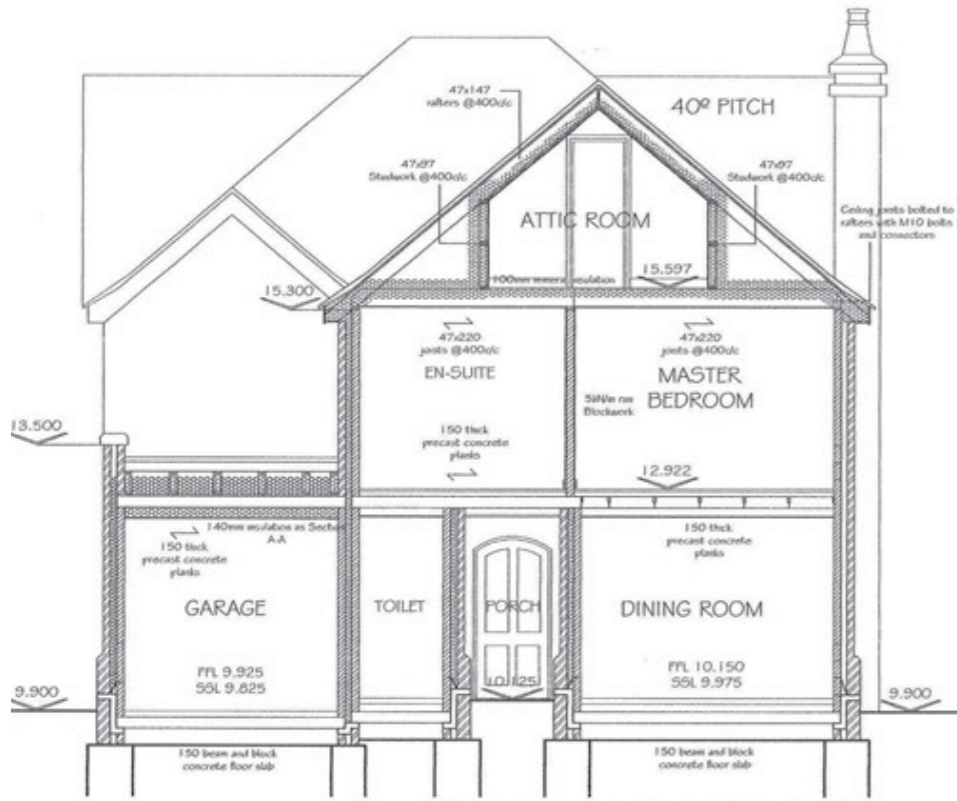 47x147
rafters @400c/c
40º PITCH
47x97
Studwork @400c/c
47x97
Studwork @400c/c
Ceiling joists bolted to
rafters with M10 bolts
and connectors
ATTIC ROOM
100mm mineral insulation
15.597
15.300
47x220
joists @400c/c
EN-SUITE
47x220
joists @400c/c
MASTER
BEDROOM
Blockwork
13.500
150 thick
precast concrete
planks
12.922
140mm insulation as Section
A-A
150 thick
precast concrete
planks
150 thick
precast concrete
planks
GARAGE
TOILET
PORCH
DINING ROOM
FFL 9.925
SSL 9.825
10.125
FFL 10.150
SSL 9.975
9.900
9.900
150 beam and block
concrete floor slab
150 beam and block
concrete floor slab